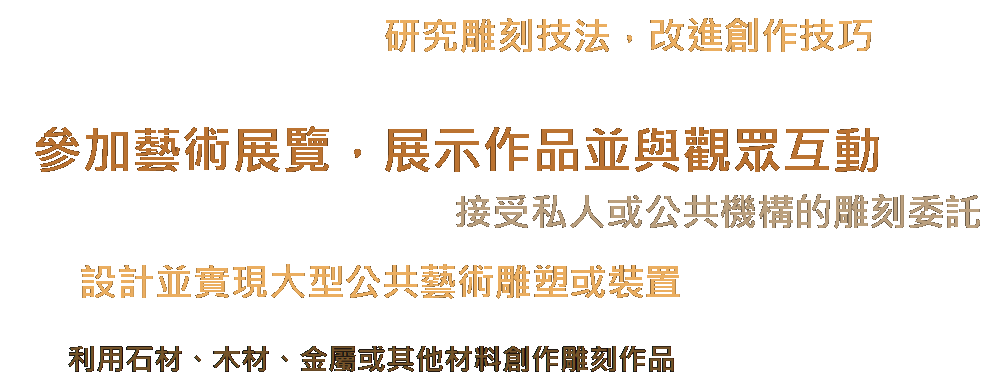 研究雕刻技法，改進創作技巧
參加藝術展覽，展示作品並與觀眾互動
接受私人或公共機構的雕刻委託
設計並實現大型公共藝術雕塑或裝置
利用石材、木材、金屬或其他材料創作雕刻作品